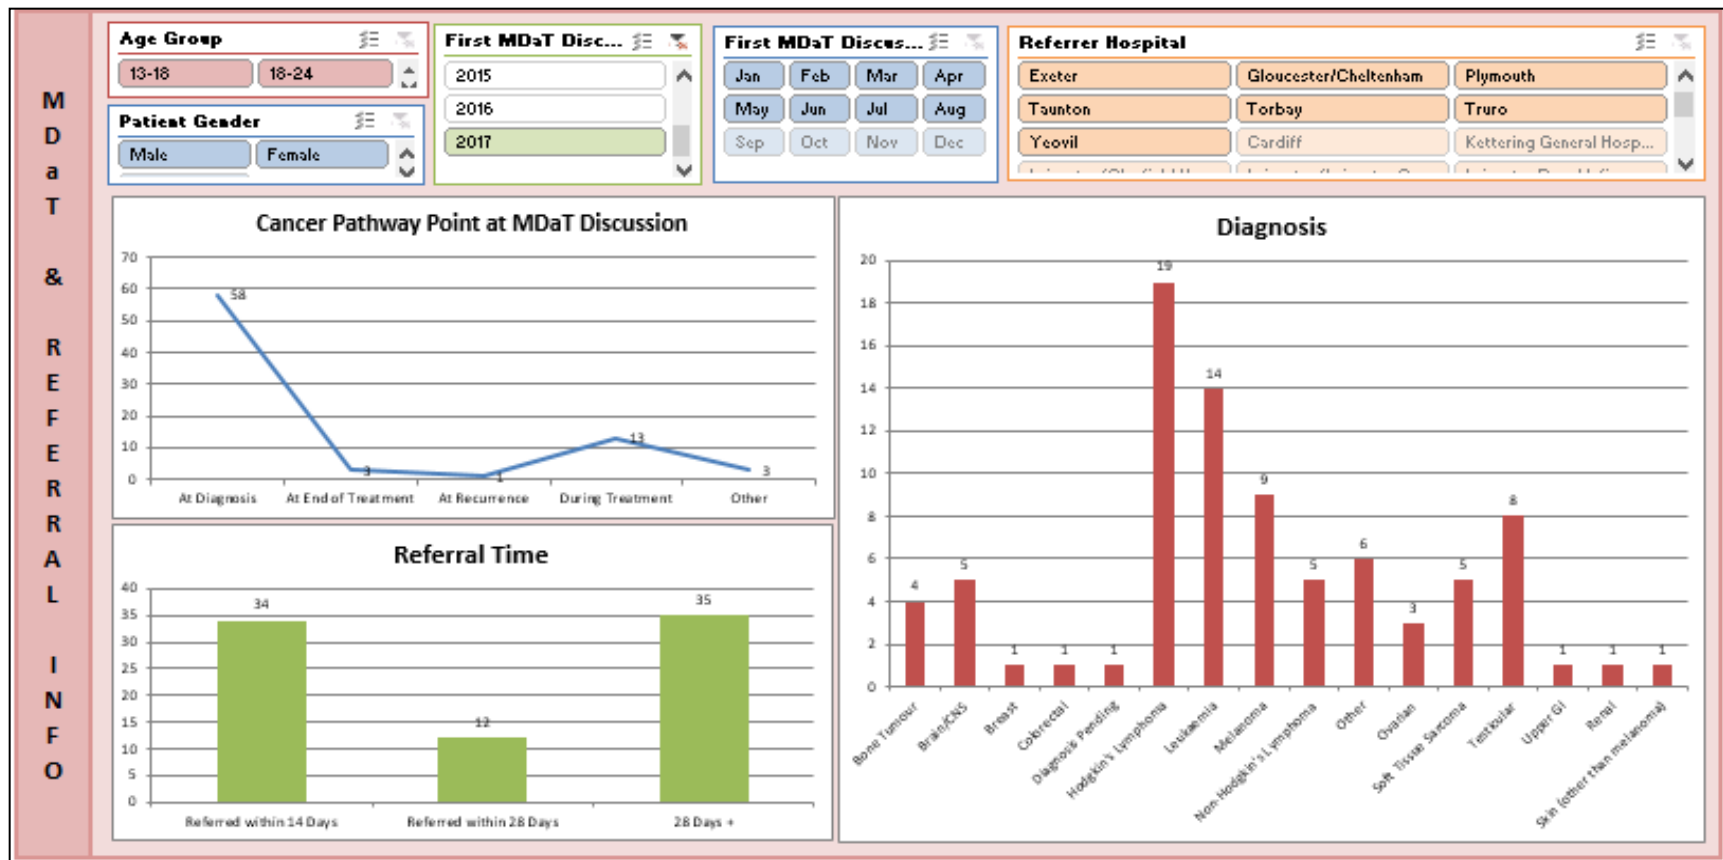 MDaT & REFERRAL INFO
Age Group
13-18 18-24
Patient Gender
Male Female
First MDaT Disc...
2015
2016
2017
First MDaT Discus...
Jan Feb Mar Apr
May Jun Jul Aug
Sep Oct Nov Dec
Referrer Hospital
Exeter Gloucester/Cheltenham Plymouth
Taunton Torbay Truro
Yeovil Cardiff Kettering General Hosp...
Cancer Pathway Point at MDaT Discussion
70
60
50
40
30
20
10
0
58
3
1
13
3
At Diagnosis At End of Treatment At Recurrence During Treatment Other
Referral Time
40
35
30
25
20
15
10
5
0
34
12
35
Referred within 14 Days Referred within 28 Days 28 Days +
Diagnosis
20
18
16
14
12
10
8
6
4
2
0
4
5
1
1
1
19
14
9
5
6
3
5
8
1
1
1
Bone Tumour
Brain/CNS
Breast
Colorectal
Diagnosis Pending
Hodgkin's Lymphoma
Leukaemia
Melanoma
Non-Hodgkin's Lymphoma
Other
Ovarian
Soft Tissue Sarcoma
Testicular
Upper GI
Renal
Skin (other than melanoma)